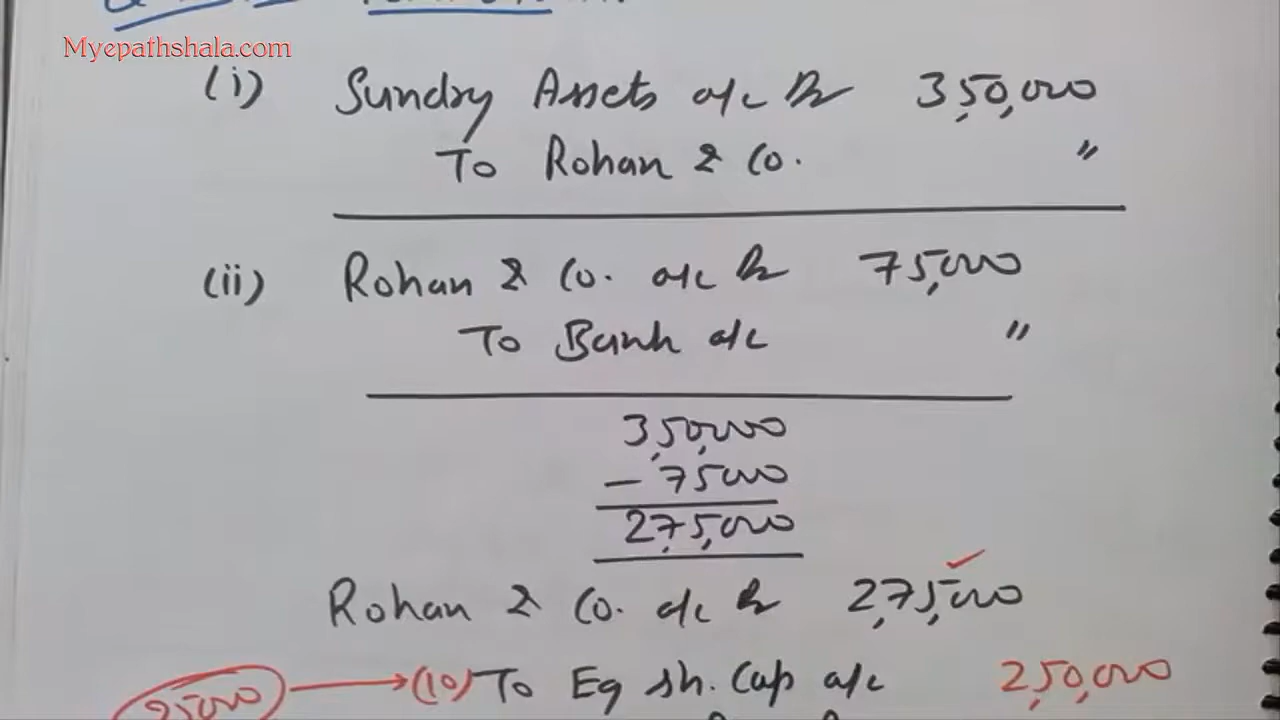 Myepathshala.com
(i) Sundry Assets a/c Dr 3,50,000
To Rohan & Co. "
(ii) Rohan & Co. a/c Dr 75,000
To Bank a/c "
3,50,000
- 75000
2,75,000
Rohan & Co. a/c Dr 2,75,000
25000 → (10) To Eq sh. Cap a/c 2,50,000